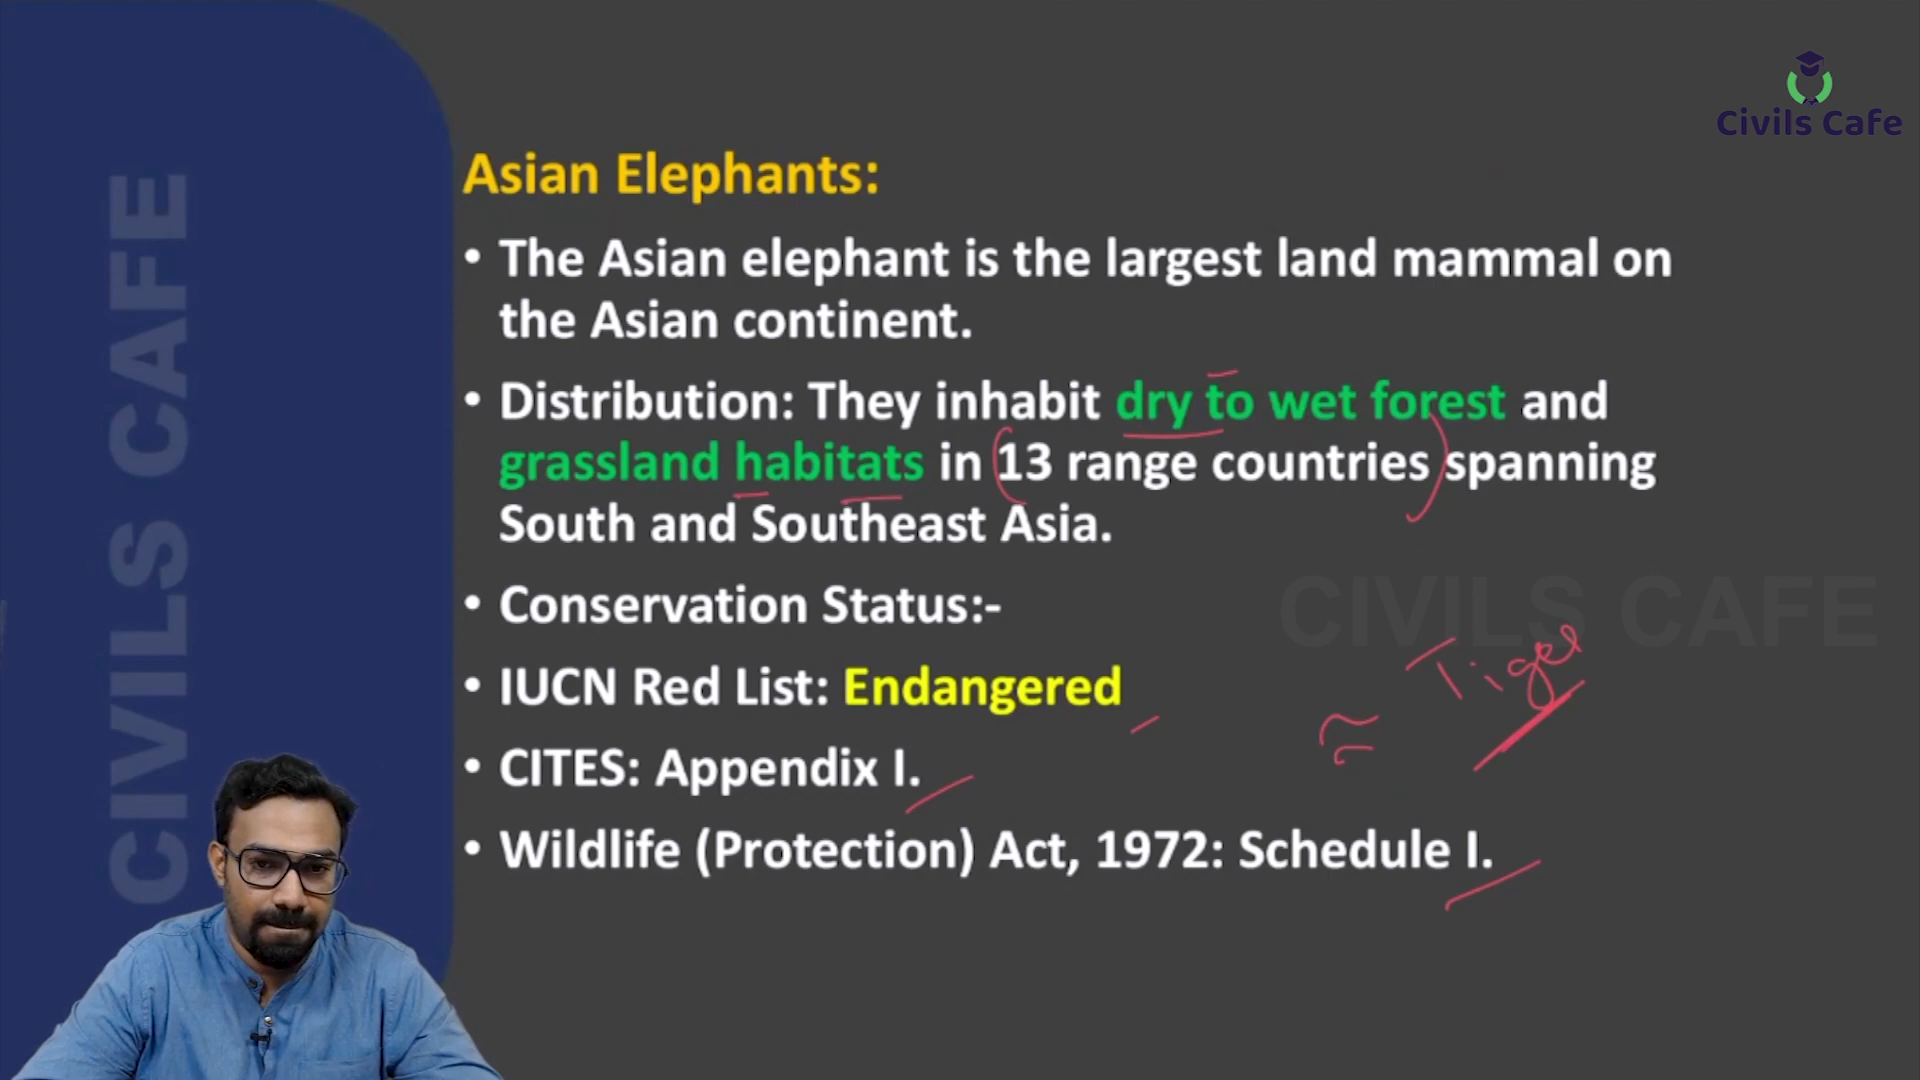 Civils Cafe
CIVILS CAFE
Asian Elephants:
• The Asian elephant is the largest land mammal on
the Asian continent.
• Distribution: They inhabit dry to wet forest and
grassland habitats in (13 range countries) spanning
South and Southeast Asia.
• Conservation Status:-
CIVILS CAFE
• IUCN Red List: Endangered
≈ Tiger
• CITES: Appendix I.
• Wildlife (Protection) Act, 1972: Schedule I.